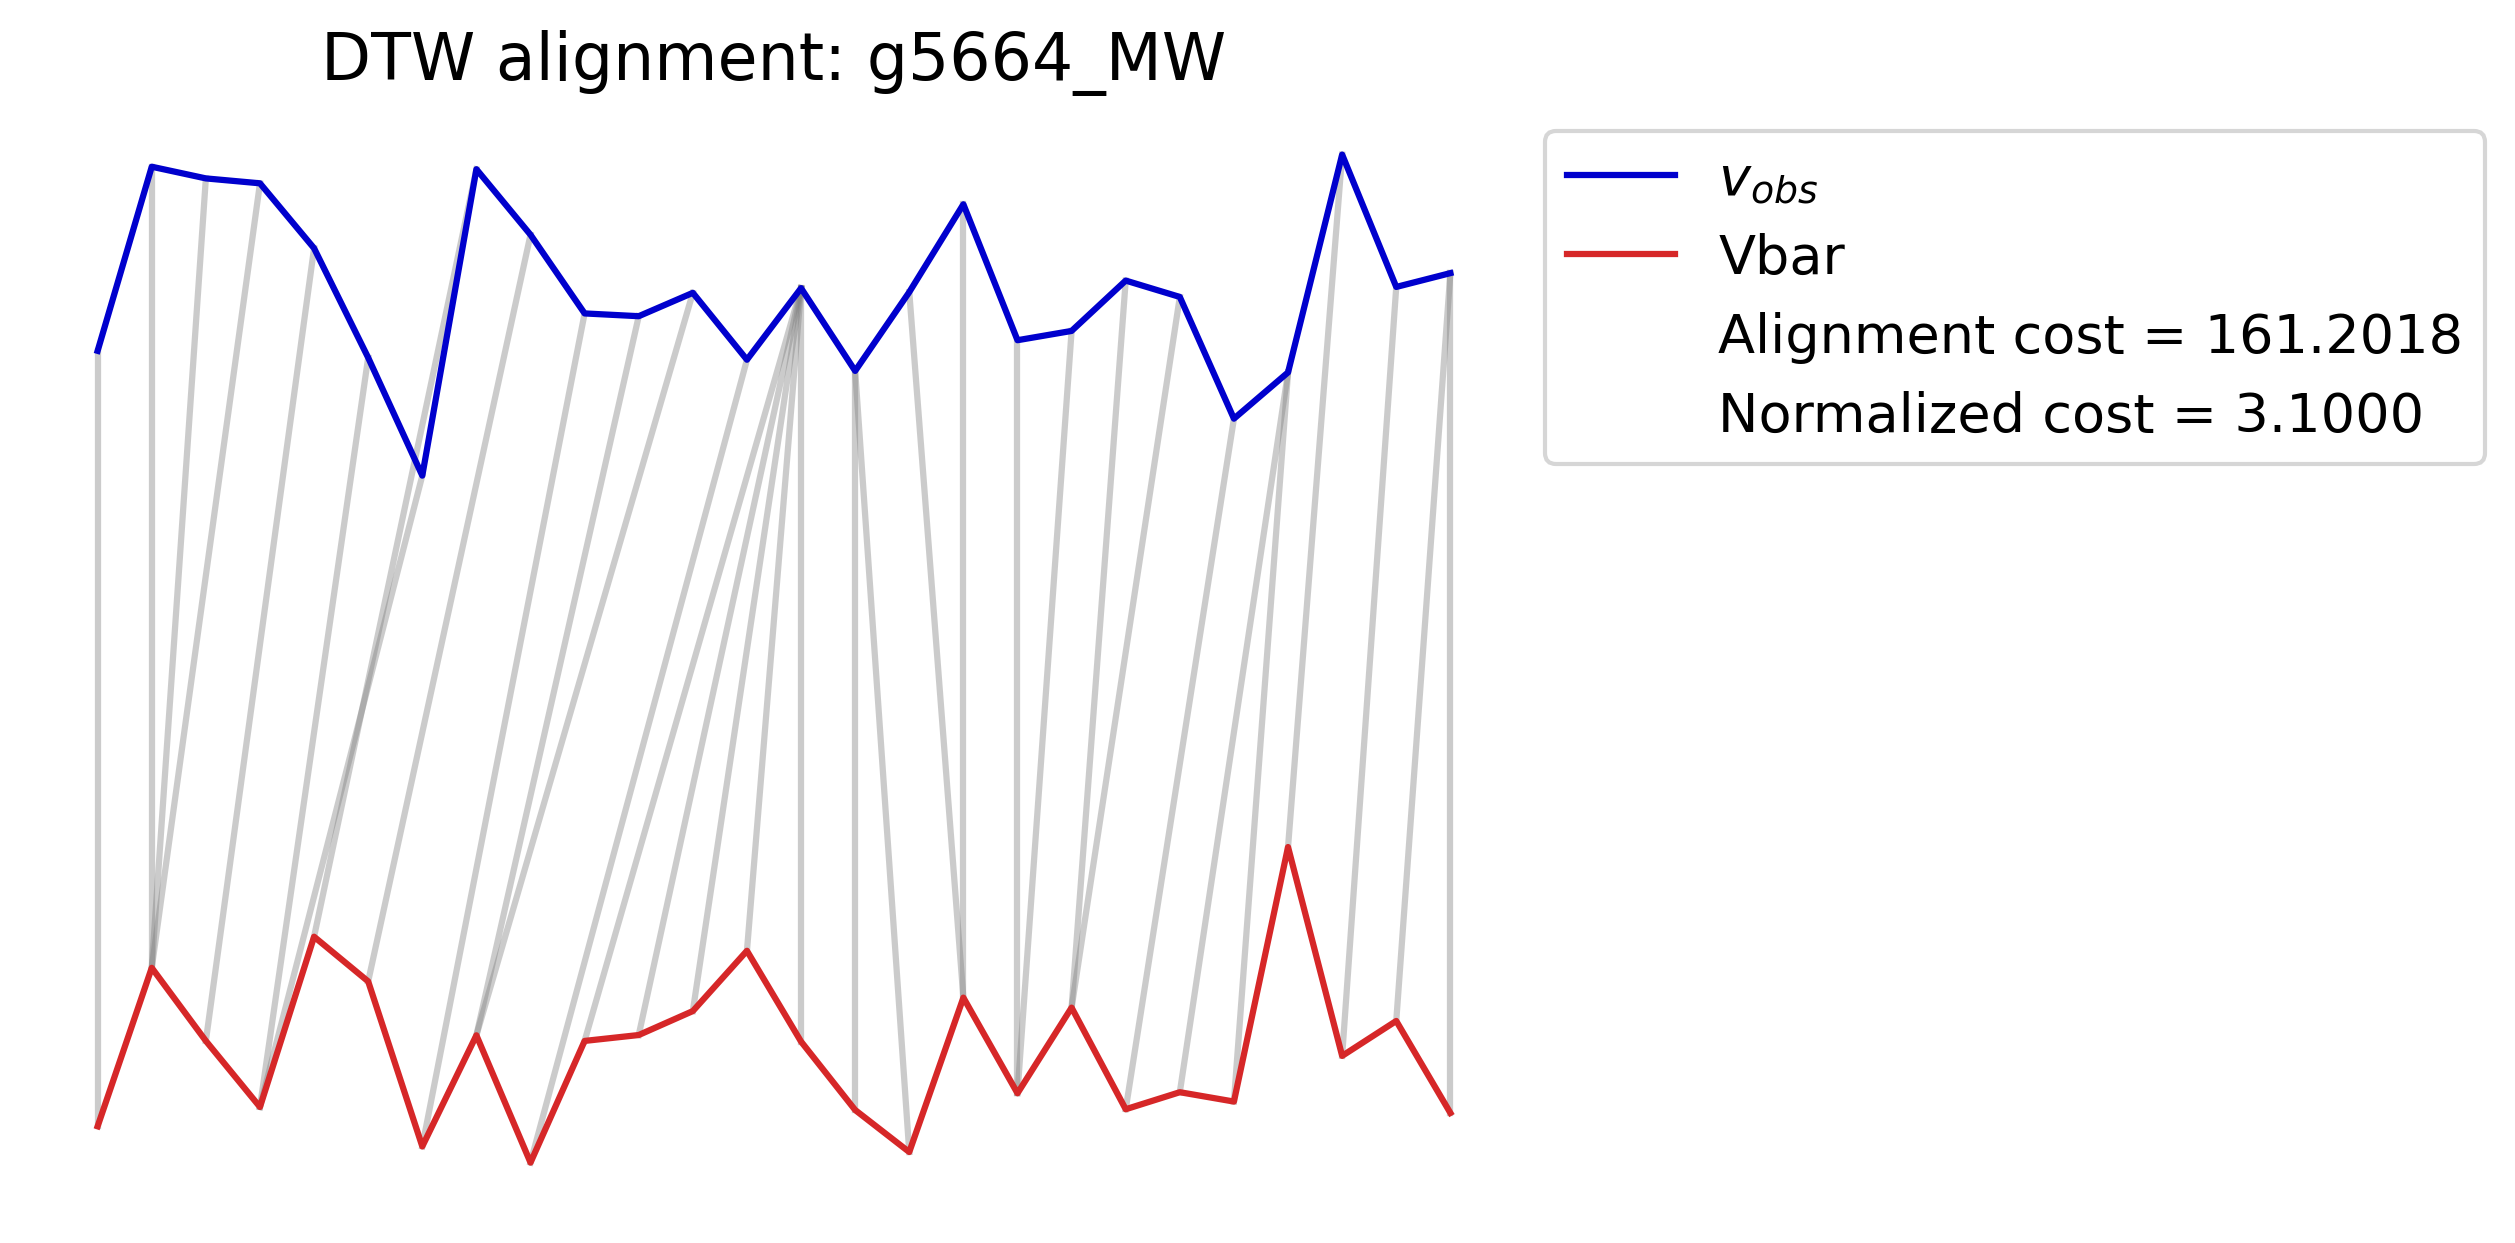 DTW alignment: g5664_MW
v_obs
Vbar
Alignment cost = 161.2018
Normalized cost = 3.1000